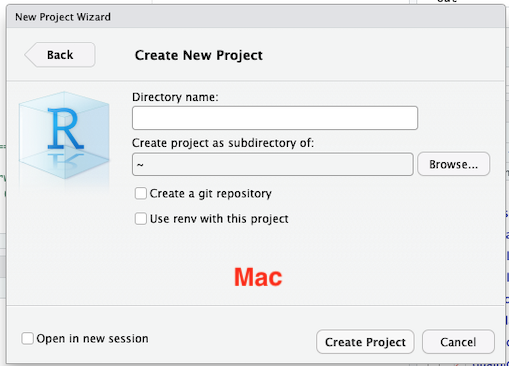 New Project Wizard
Back
Create New Project
R
Directory name:
Create project as subdirectory of:
~
Browse...
Create a git repository
Use renv with this project
Mac
Open in new session
Create Project
Cancel